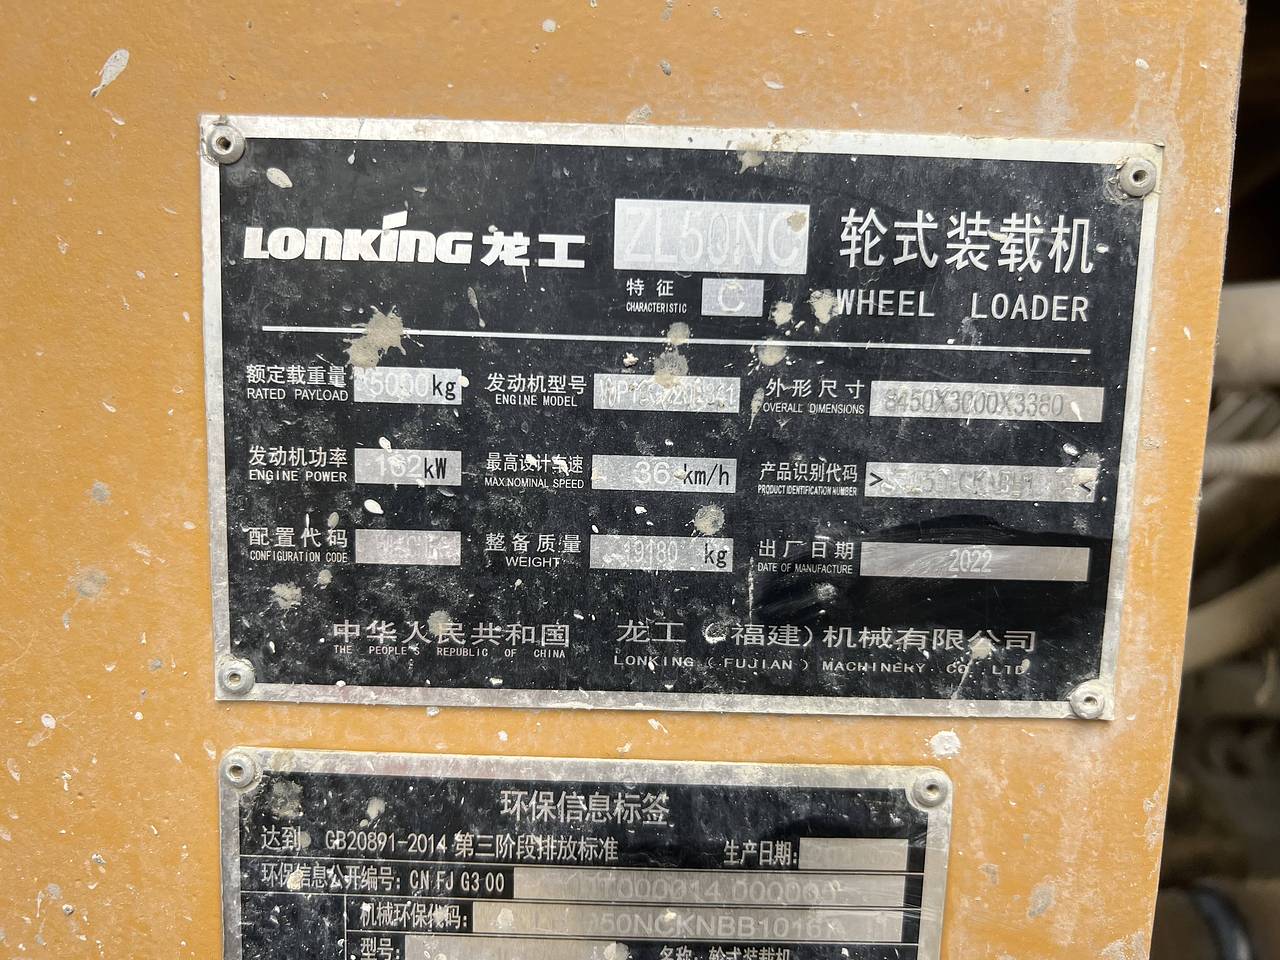 LONKING 龙工 ZL50NC 轮式装载机
特征 CHARACTERISTIC C WHEEL LOADER
额定载重量 RATED PAYLOAD 5000 kg 发动机型号 ENGINE MODEL 外形尺寸 OVERALL DIMENSIONS 8450X3000X3380
发动机功率 ENGINE POWER 162 kW 最高设计车速 MAX.NOMINAL SPEED 36 km/h 产品识别代码 PRODUCT IDENTIFICATION NUMBER
配置代码 CONFIGURATION CODE 整备质量 WEIGHT 19180 kg 出厂日期 DATE OF MANUFACTURE 2022
中华人民共和国 龙工（福建）机械有限公司
THE PEOPLE'S REPUBLIC OF CHINA LONKING (FUJIAN) MACHINERY CO. LTD
环保信息标签
达到 GB20891-2014 第三阶段排放标准 生产日期:
环保信息公开编号: CN FJ G3 00
机械环保代码:
型号: 名称: 轮式装载机